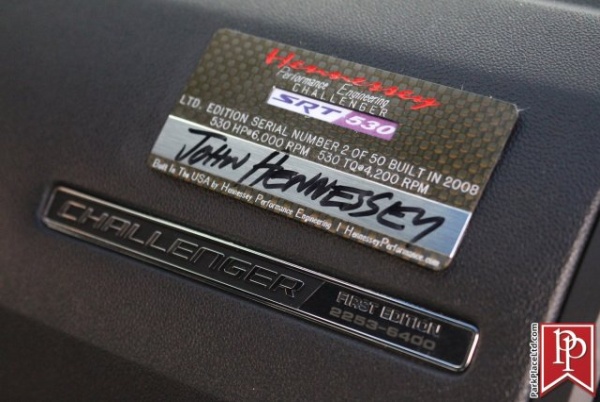 Hennessey
Performance Engineering
CHALLENGER
SRT 530
LTD. EDITION SERIAL NUMBER 2 OF 50 BUILT IN 2008
530 HP@6,000 RPM 530 TQ@4,200 RPM
JOHN HENNESSEY
Built In The USA by Hennessey Performance Engineering | HennesseyPerformance.com
CHALLENGER
FIRST EDITION
2253-6400
PP
ParkPlaceLtd.com